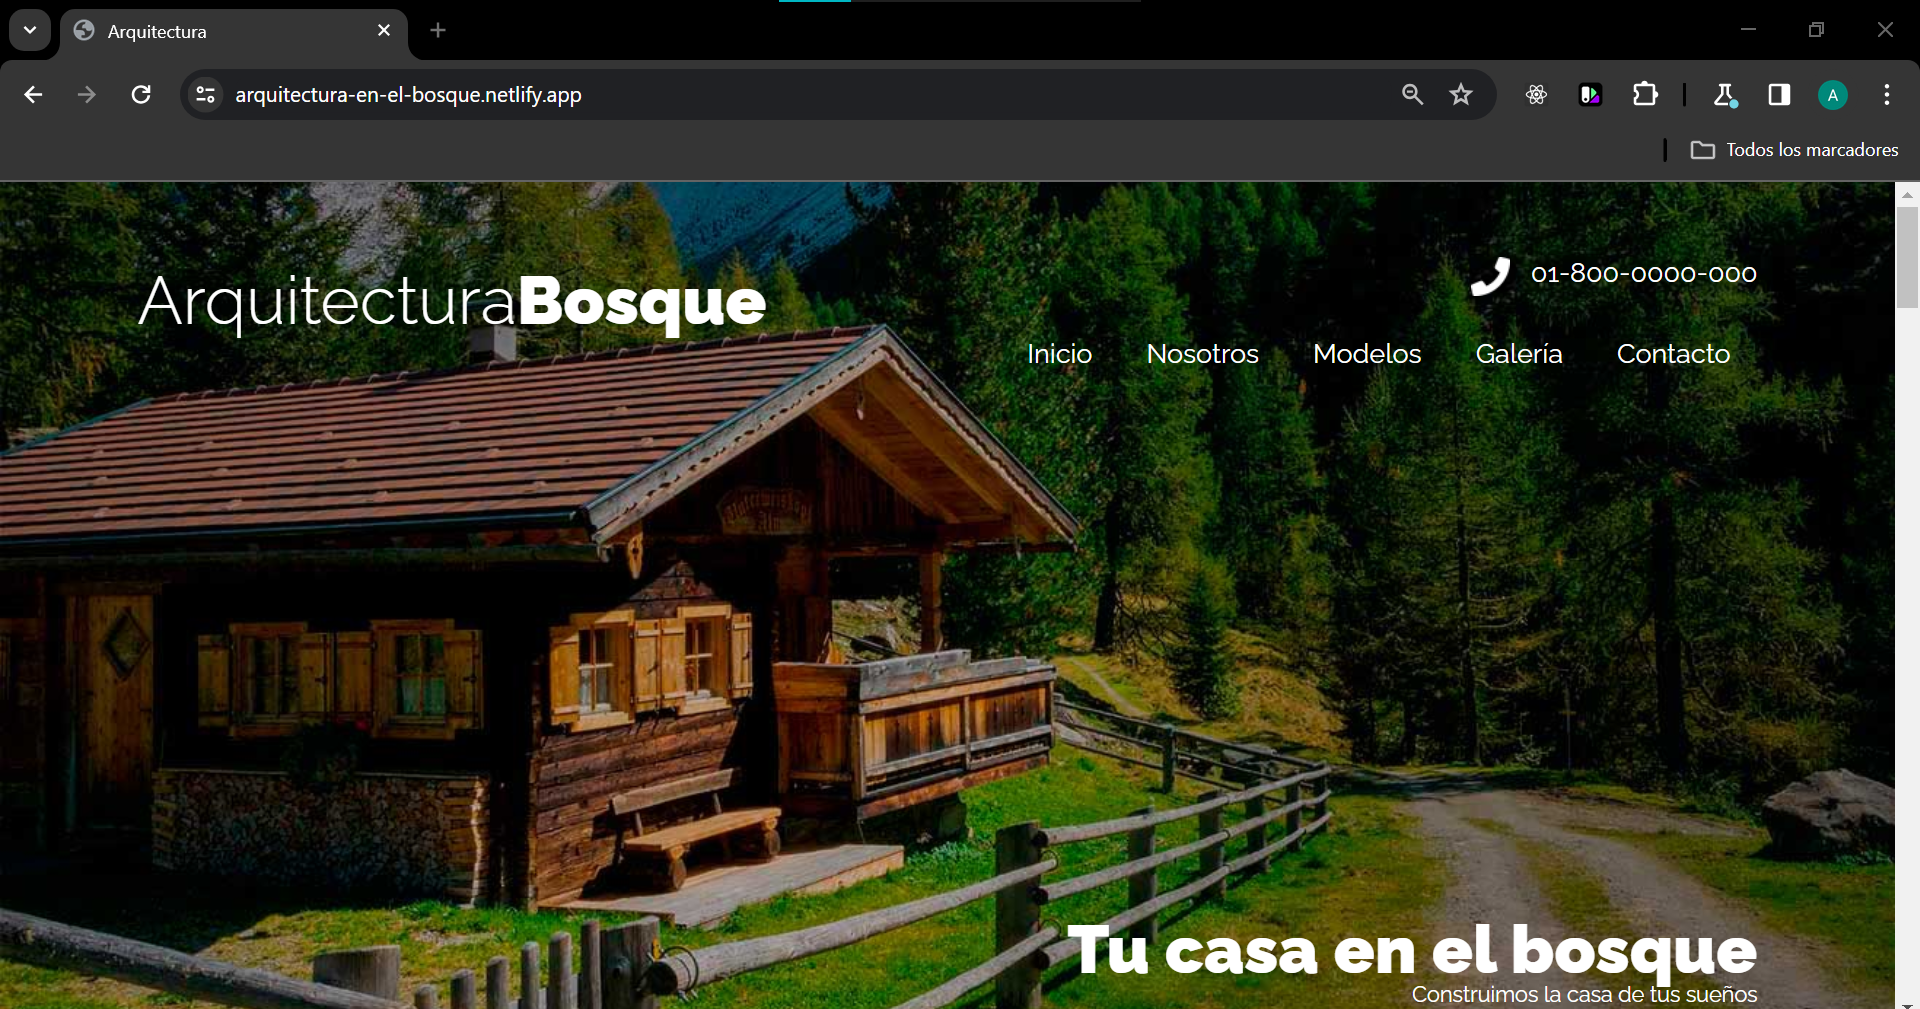 Arquitectura
arquitectura-en-el-bosque.netlify.app
A
Todos los marcadores
ArquitecturaBosque
01-800-0000-000
Inicio Nosotros Modelos Galería Contacto
Tu casa en el bosque
Construimos la casa de tus sueños